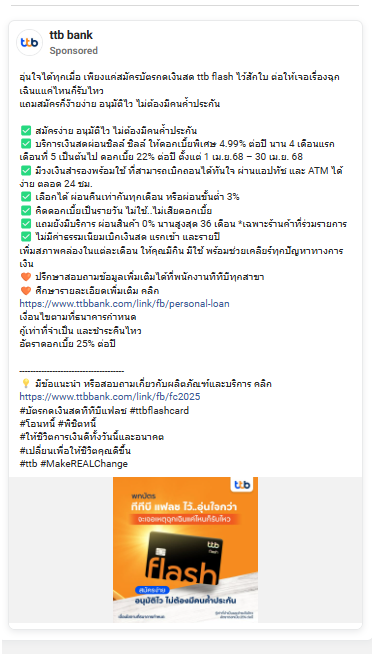 ttb bank
Sponsored
อุ่นใจได้ทุกเมื่อ เพียงแค่สมัครบัตรกดเงินสด ttb flash ไว้สักใบ ต่อให้เจอเรื่องฉุก
เฉินแค่ไหนก็รับไหว
แถมสมัครก็ง๊ายง่าย อนุมัติไว ไม่ต้องมีคนค้ำประกัน
✅ สมัครง่าย อนุมัติไว ไม่ต้องมีคนค้ำประกัน
✅ บริการเงินสดผ่อนชิลล์ ชิลล์ ให้ดอกเบี้ยพิเศษ 4.99% ต่อปี นาน 4 เดือนแรก
เดือนที่ 5 เป็นต้นไป ดอกเบี้ย 22% ต่อปี ตั้งแต่ 1 เม.ย.68 – 30 เม.ย. 68
✅ มีวงเงินสำรองพร้อมใช้ ที่สามารถเบิกถอนได้ทันใจ ผ่านแอปทัช และ ATM ได้
ง่าย ตลอด 24 ชม.
✅ เลือกได้ ผ่อนคืนเท่ากันทุกเดือน หรือผ่อนขั้นต่ำ 3%
✅ คิดดอกเบี้ยเป็นรายวัน ไม่ใช้..ไม่เสียดอกเบี้ย
✅ แถมยังมีบริการ ผ่อนสินค้า 0% นานสูงสุด 36 เดือน *เฉพาะร้านค้าที่ร่วมรายการ
✅ ไม่มีค่าธรรมเนียมเบิกเงินสด แรกเข้า และรายปี
เพิ่มสภาพคล่องในแต่ละเดือน ให้คุณมีกิน มีใช้ พร้อมช่วยเคลียร์ทุกปัญหาทางการ
เงิน
🧡 ปรึกษาสอบถามข้อมูลเพิ่มเติมได้ที่พนักงานทีทีบีทุกสาขา
🧡 ศึกษารายละเอียดเพิ่มเติม คลิก
https://www.ttbbank.com/link/fb/personal-loan
เงื่อนไขตามที่ธนาคารกำหนด
กู้เท่าที่จำเป็น และชำระคืนไหว
อัตราดอกเบี้ย 25% ต่อปี
--------------------------------------
💡 มีข้อแนะนำ หรือสอบถามเกี่ยวกับผลิตภัณฑ์และบริการ คลิก
https://www.ttbbank.com/link/fb/fc2025
#บัตรกดเงินสดทีทีบีแฟลช #ttbflashcard
#โอนหนี้ #พิชิตหนี้
#ให้ชีวิตการเงินดีทั้งวันนี้และอนาคต
#เปลี่ยนเพื่อให้ชีวิตคุณดีขึ้น
#ttb #MakeREALChange
ttb
พกบัตร
ทีทีบี แฟลช ไว้..อุ่นใจกว่า
จะเจอเหตุฉุกเฉินแค่ไหนก็รับไหว
ttb
flash
flash
สมัครง่าย
อนุมัติไว ไม่ต้องมีคนค้ำประกัน